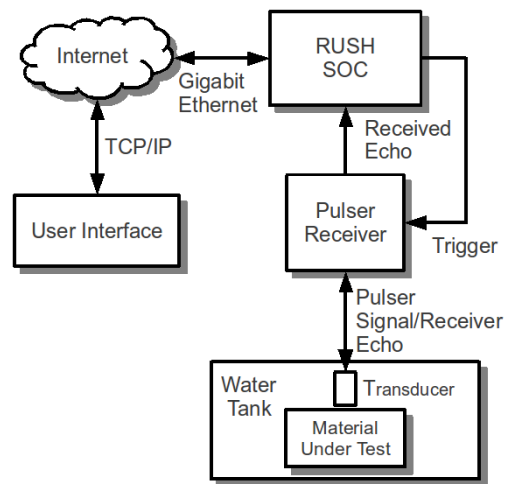 Internet
RUSH
SOC
Gigabit
Ethernet
TCP/IP
Received
Echo
User Interface
Pulser
Receiver
Trigger
Pulser
Signal/Receiver
Echo
Water
Tank
Transducer
Material
Under Test